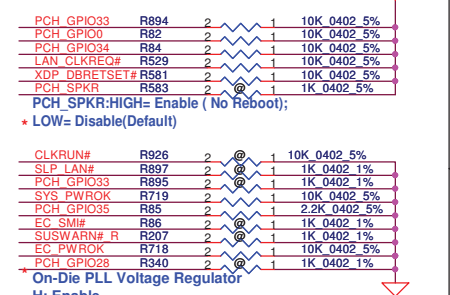 PCH_GPIO33 R894 2 1 10K_0402_5%
PCH_GPIO0 R82 2 1 10K_0402_5%
PCH_GPIO34 R84 2 1 10K_0402_5%
LAN_CLKREQ# R529 2 1 10K_0402_5%
XDP_DBRETSET# R581 2 1 10K_0402_5%
PCH_SPKR R583 2 @ 1 1K_0402_5%
PCH_SPKR:HIGH= Enable ( No Reboot);
* LOW= Disable(Default)
CLKRUN# R926 2 @ 1 10K_0402_5%
SLP_LAN# R897 2 @ 1 1K_0402_1%
PCH_GPIO33 R895 2 @ 1 1K_0402_1%
SYS_PWROK R719 2 1 10K_0402_5%
PCH_GPIO35 R85 2 1 2.2K_0402_5%
EC_SMI# R86 2 @ 1 1K_0402_1%
SUSWARN#_R R207 2 @ 1 1K_0402_1%
EC_PWROK R718 2 1 10K_0402_5%
PCH_GPIO28 R340 2 @ 1 1K_0402_1%
* On-Die PLL Voltage Regulator
H: Enable